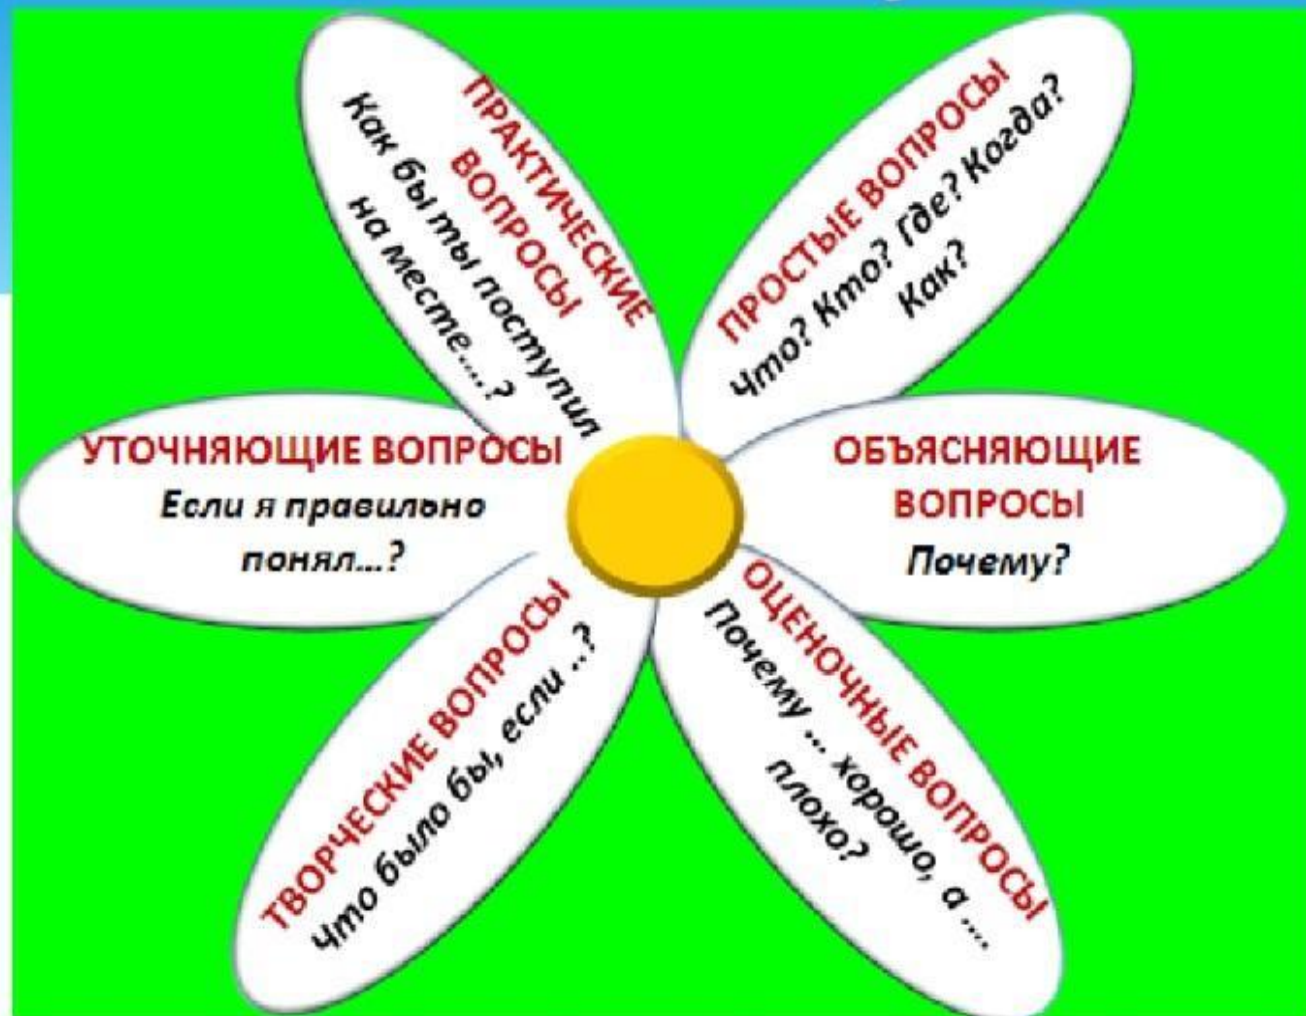 ПРАКТИЧЕСКИЕ
ВОПРОСЫ
Как бы ты поступил
на месте....?
ПРОСТЫЕ ВОПРОСЫ
Что? Кто? Где? Когда?
Как?
УТОЧНЯЮЩИЕ ВОПРОСЫ
Если я правильно
понял...?
ОБЪЯСНЯЮЩИЕ
ВОПРОСЫ
Почему?
ТВОРЧЕСКИЕ ВОПРОСЫ
Что было бы, если ..?
ОЦЕНОЧНЫЕ ВОПРОСЫ
Почему ... хорошо, а ....
плохо?